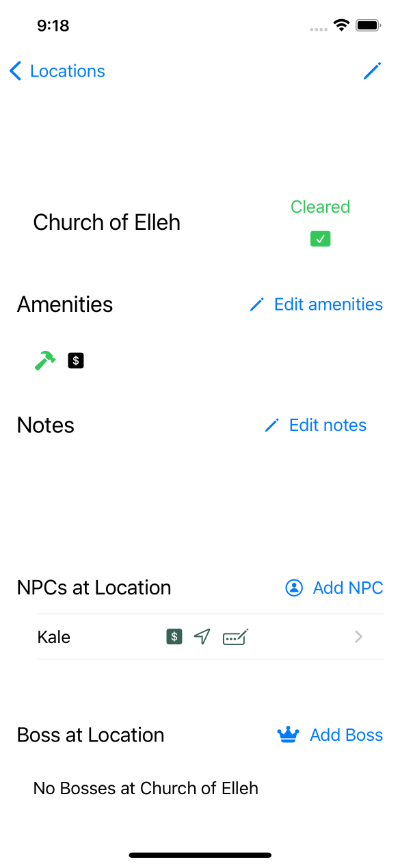 9:18
Locations
Cleared
Church of Elleh
Amenities
Edit amenities
$
Notes
Edit notes
NPCs at Location
Add NPC
Kale
$
Boss at Location
Add Boss
No Bosses at Church of Elleh